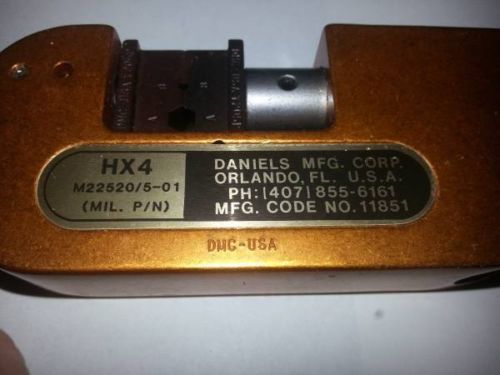 B B
A A
HX4
M22520/5-01
(MIL. P/N)
DANIELS MFG. CORP.
ORLANDO, FL. U.S.A.
PH:(407)855-6161
MFG. CODE NO. 11851
DMC-USA